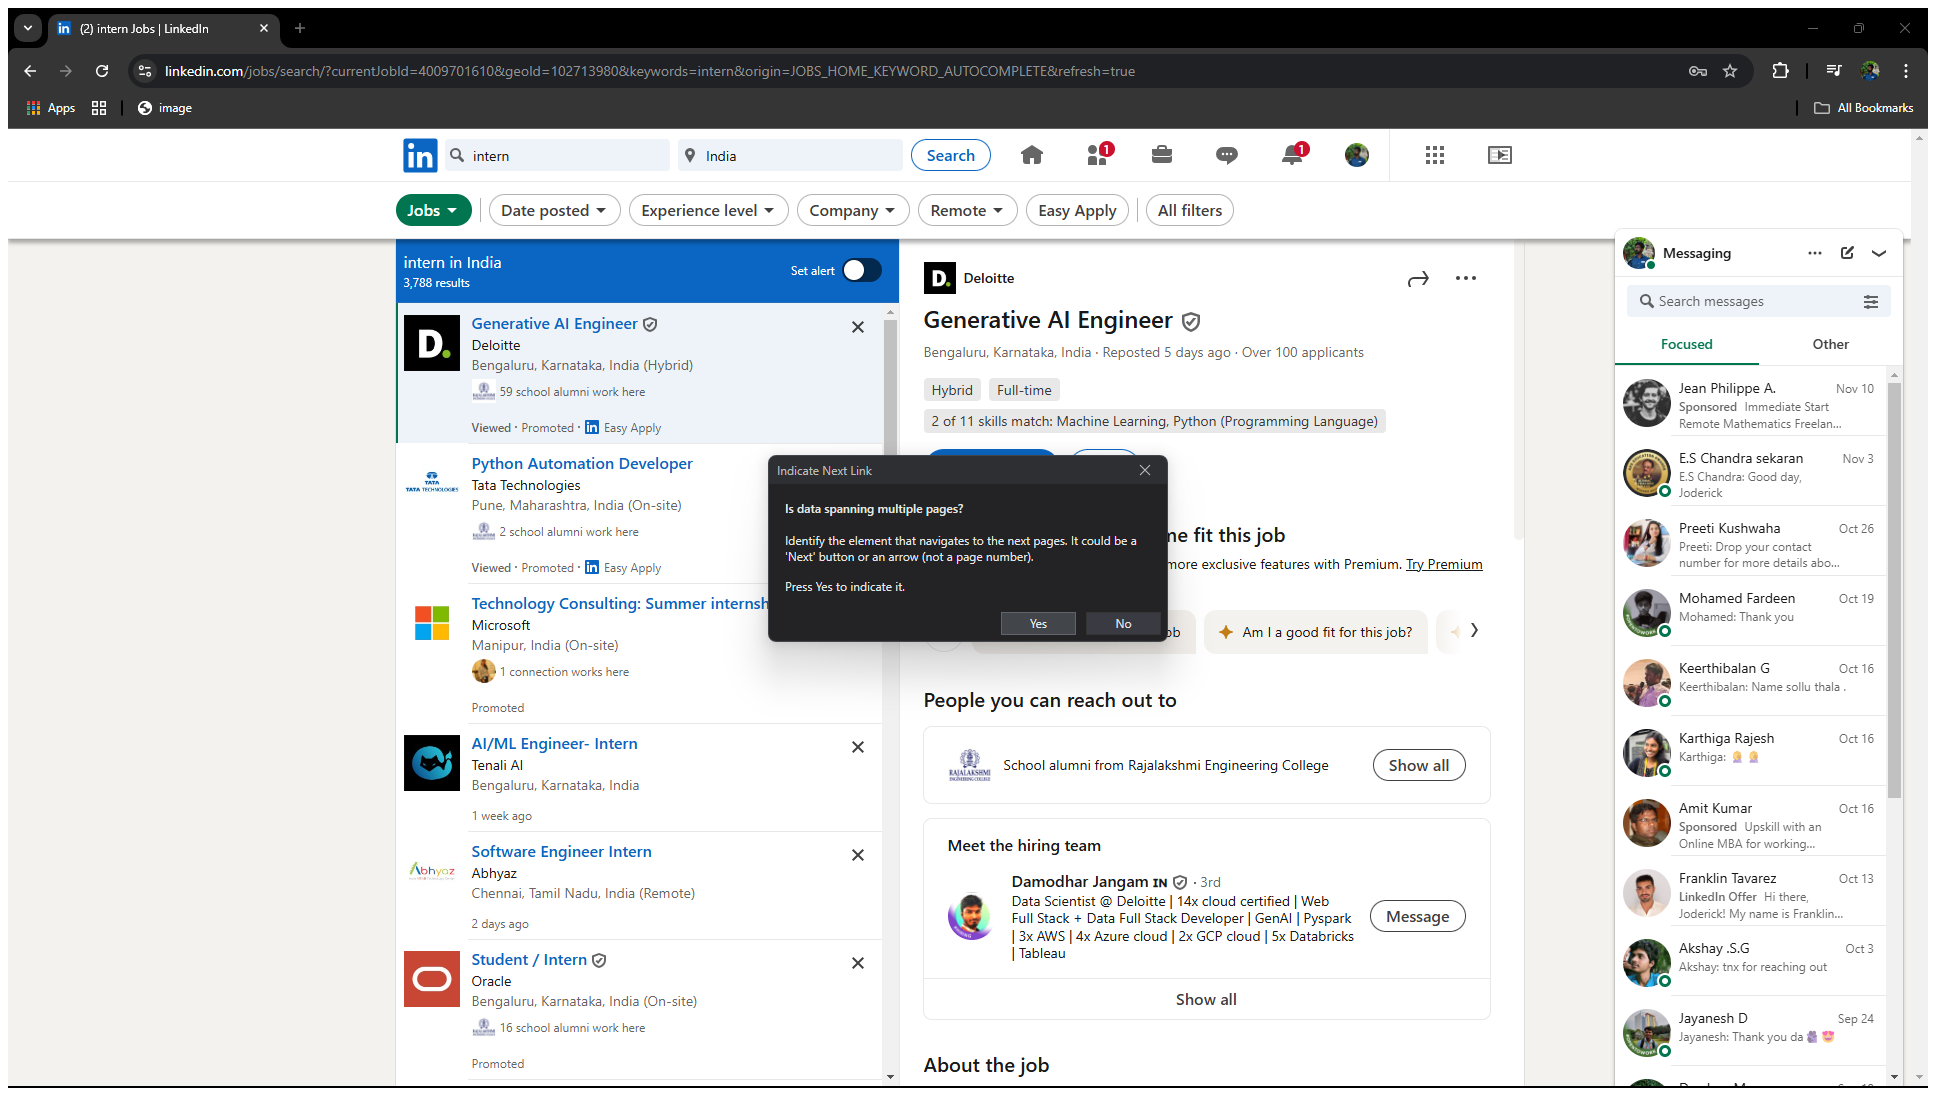 (2) intern Jobs | LinkedIn
linkedin.com/jobs/search/?currentJobId=4009701610&geoId=102713980&keywords=intern&origin=JOBS_HOME_KEYWORD_AUTOCOMPLETE&refresh=true
Apps
image
All Bookmarks
in
intern
India
Search
1
1
Jobs
Date posted
Experience level
Company
Remote
Easy Apply
All filters
intern in India
3,788 results
Set alert
D.
Generative AI Engineer
Deloitte
Bengaluru, Karnataka, India (Hybrid)
59 school alumni work here
Viewed · Promoted · in Easy Apply
TATA
TATA TECHNOLOGIES
Python Automation Developer
Tata Technologies
Pune, Maharashtra, India (On-site)
2 school alumni work here
Viewed · Promoted · in Easy Apply
Technology Consulting: Summer internsh
Microsoft
Manipur, India (On-site)
1 connection works here
Promoted
AI/ML Engineer- Intern
Tenali AI
Bengaluru, Karnataka, India
1 week ago
Abhyaz
Software Engineer Intern
Abhyaz
Chennai, Tamil Nadu, India (Remote)
2 days ago
Student / Intern
Oracle
Bengaluru, Karnataka, India (On-site)
16 school alumni work here
Promoted
D.
Deloitte
Generative AI Engineer
Bengaluru, Karnataka, India · Reposted 5 days ago · Over 100 applicants
Hybrid
Full-time
2 of 11 skills match: Machine Learning, Python (Programming Language)
Indicate Next Link
Is data spanning multiple pages?
Identify the element that navigates to the next pages. It could be a
'Next' button or an arrow (not a page number).
Press Yes to indicate it.
Yes
No
ne fit this job
more exclusive features with Premium. Try Premium
ob
Am I a good fit for this job?
People you can reach out to
RAJALAKSHMI
ENGINEERING COLLEGE
School alumni from Rajalakshmi Engineering College
Show all
Meet the hiring team
Damodhar Jangam IN · 3rd
Data Scientist @ Deloitte | 14x cloud certified | Web
Full Stack + Data Full Stack Developer | GenAI | Pyspark
| 3x AWS | 4x Azure cloud | 2x GCP cloud | 5x Databricks
| Tableau
Message
Show all
About the job
Messaging
Search messages
Focused
Other
Jean Philippe A.
Nov 10
Sponsored Immediate Start
Remote Mathematics Freelan...
E.S Chandra sekaran
Nov 3
E.S Chandra: Good day,
Joderick
Preeti Kushwaha
Oct 26
Preeti: Drop your contact
number for more details abo...
Mohamed Fardeen
Oct 19
Mohamed: Thank you
Keerthibalan G
Oct 16
Keerthibalan: Name sollu thala .
Karthiga Rajesh
Oct 16
Karthiga:
Amit Kumar
Oct 16
Sponsored Upskill with an
Online MBA for working...
Franklin Tavarez
Oct 13
LinkedIn Offer Hi there,
Joderick! My name is Franklin...
Akshay .S.G
Oct 3
Akshay: tnx for reaching out
Jayanesh D
Sep 24
Jayanesh: Thank you da